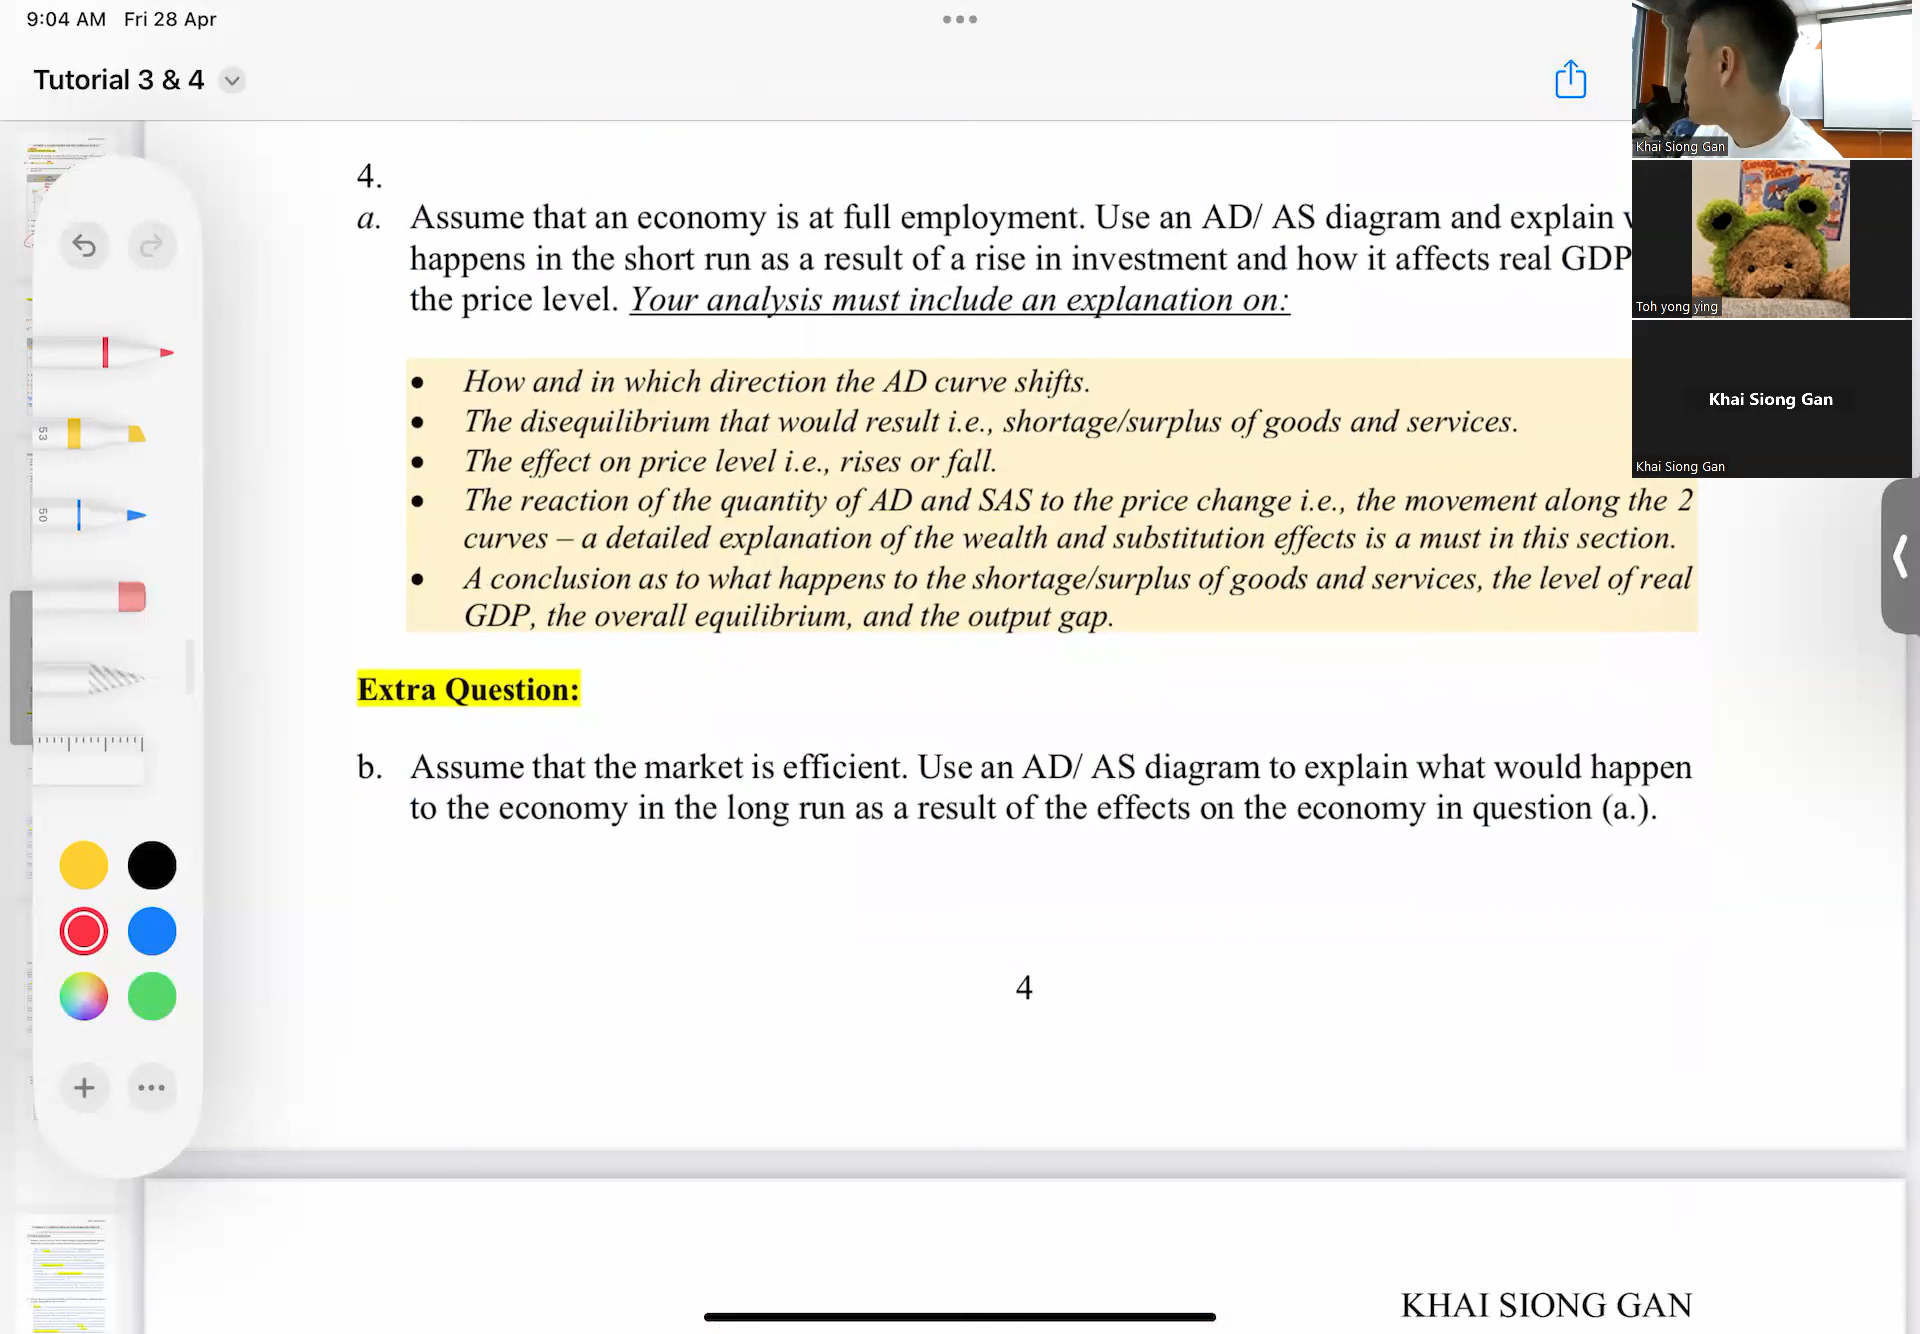 9:04 AM Fri 28 Apr
Tutorial 3 & 4
4.
a. Assume that an economy is at full employment. Use an AD/ AS diagram and explain
happens in the short run as a result of a rise in investment and how it affects real GDP
the price level. Your analysis must include an explanation on:
• How and in which direction the AD curve shifts.
• The disequilibrium that would result i.e., shortage/surplus of goods and services.
• The effect on price level i.e., rises or fall.
• The reaction of the quantity of AD and SAS to the price change i.e., the movement along the 2
curves – a detailed explanation of the wealth and substitution effects is a must in this section.
• A conclusion as to what happens to the shortage/surplus of goods and services, the level of real
GDP, the overall equilibrium, and the output gap.
Extra Question:
b. Assume that the market is efficient. Use an AD/ AS diagram to explain what would happen
to the economy in the long run as a result of the effects on the economy in question (a.).
4
KHAI SIONG GAN
Khai Siong Gan
Toh yong ying
Khai Siong Gan
Khai Siong Gan
53
50